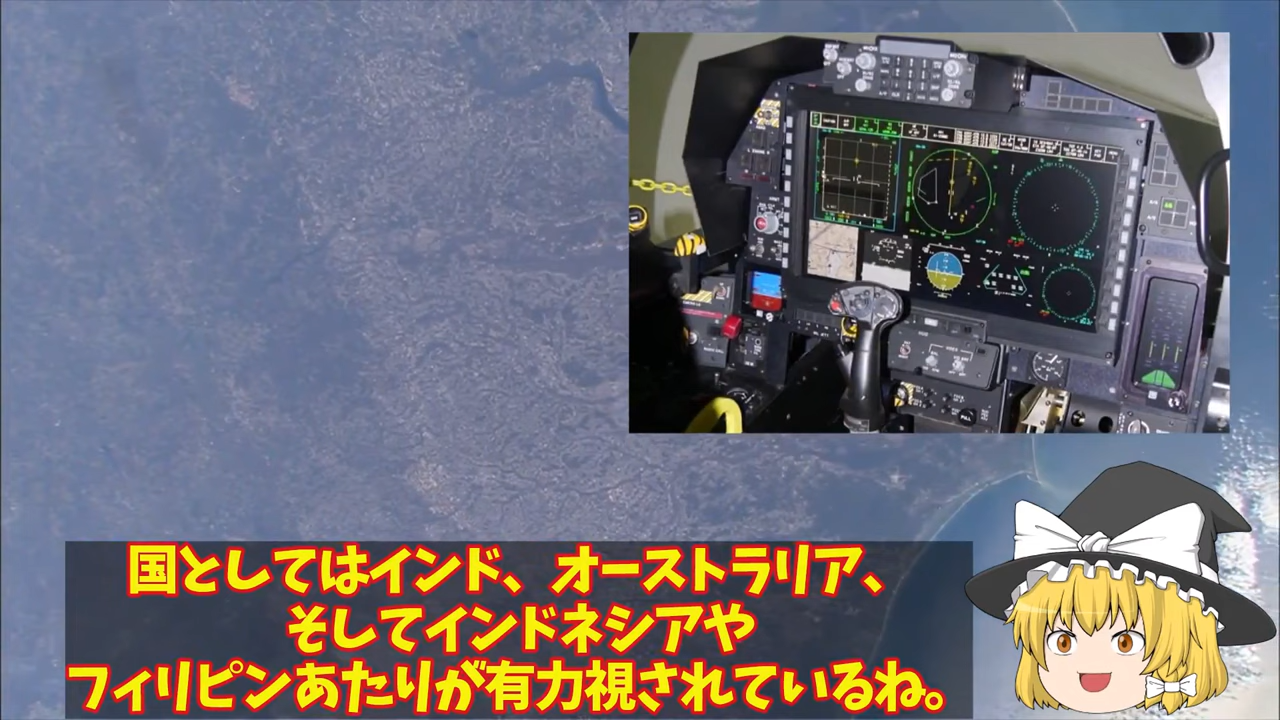 国としてはインド、オーストラリア、
そしてインドネシアや
フィリピンあたりが有力視されているね。